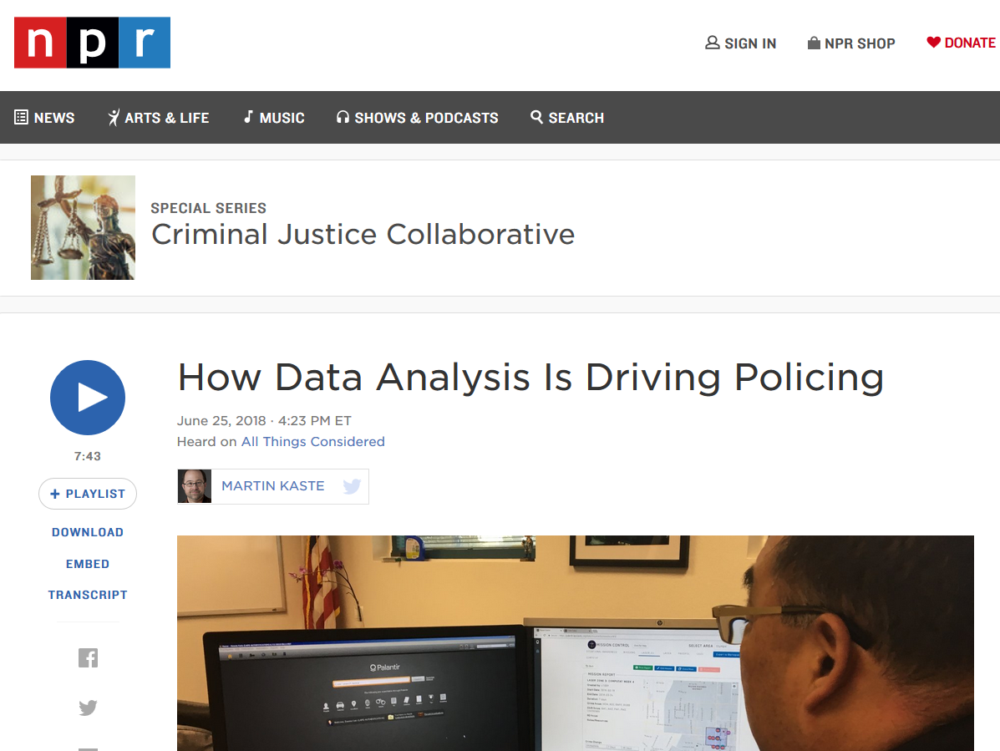 npr
SIGN IN
NPR SHOP
DONATE
NEWS
ARTS & LIFE
MUSIC
SHOWS & PODCASTS
SEARCH
SPECIAL SERIES
Criminal Justice Collaborative
How Data Analysis Is Driving Policing
June 25, 2018 · 4:23 PM ET
Heard on All Things Considered
MARTIN KASTE
7:43
+ PLAYLIST
DOWNLOAD
EMBED
TRANSCRIPT
Palantir
MISSION CONTROL
SELECT AREA
MISSION REPORT